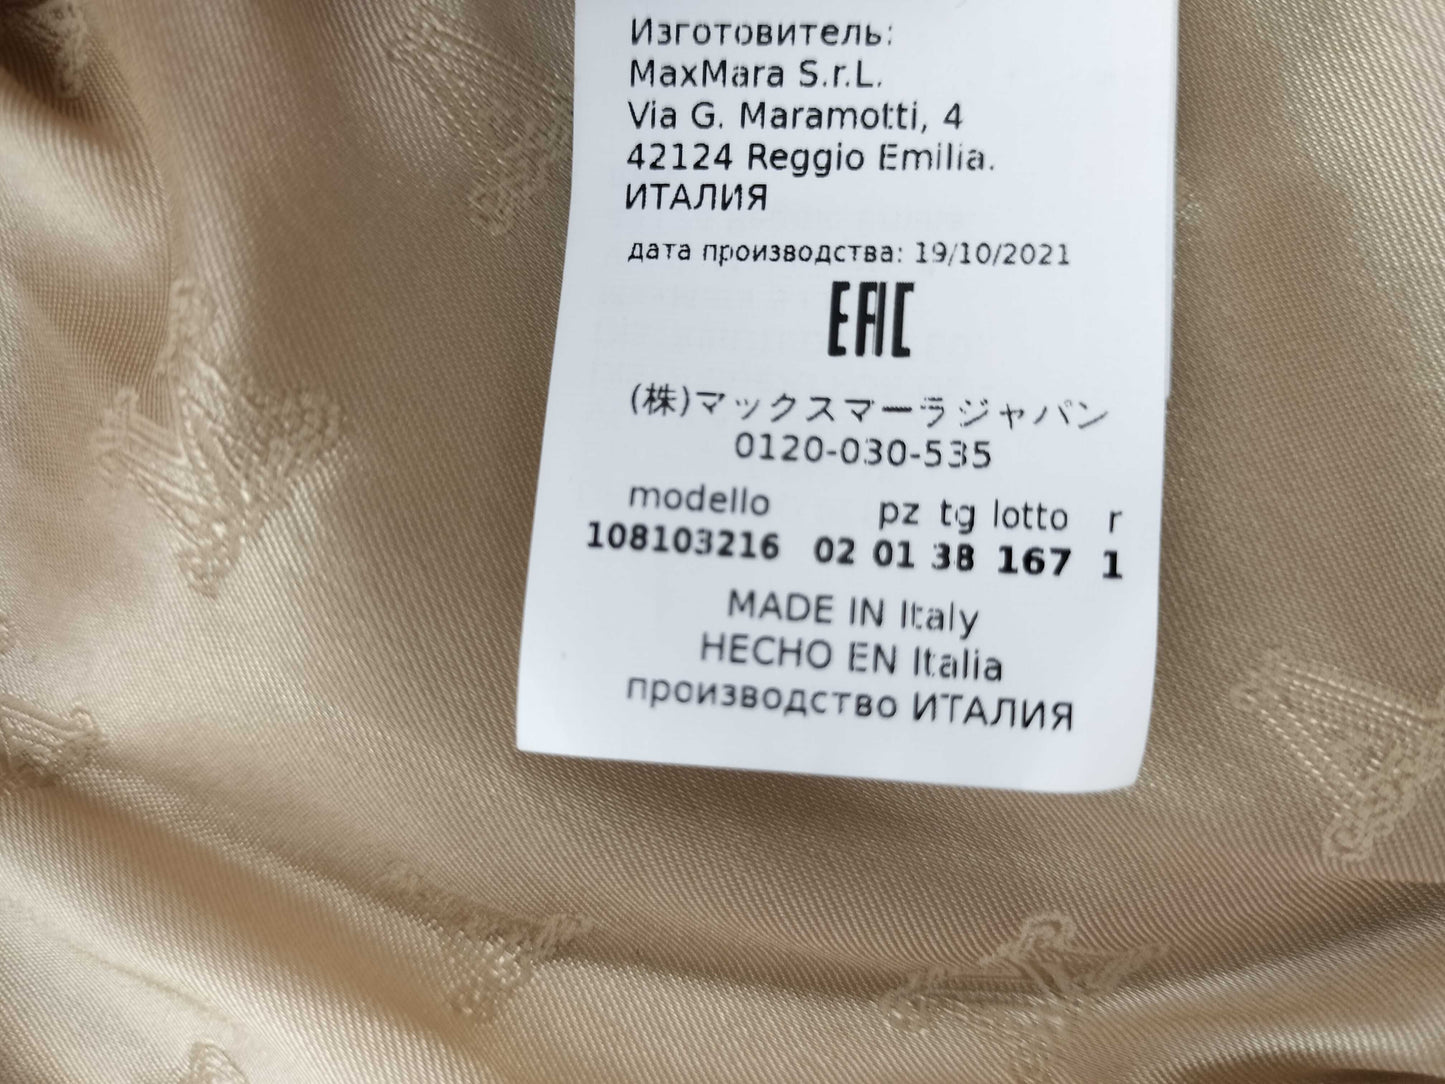 Изготовитель:
MaxMara S.r.L.
Via G. Maramotti, 4
42124 Reggio Emilia.
ИТАЛИЯ
дата производства: 19/10/2021
EAC
(株)マックスマーラジャパン
0120-030-535
modello pz tg lotto r
108103216 02 01 38 167 1
MADE IN Italy
HECHO EN Italia
производство ИТАЛИЯ